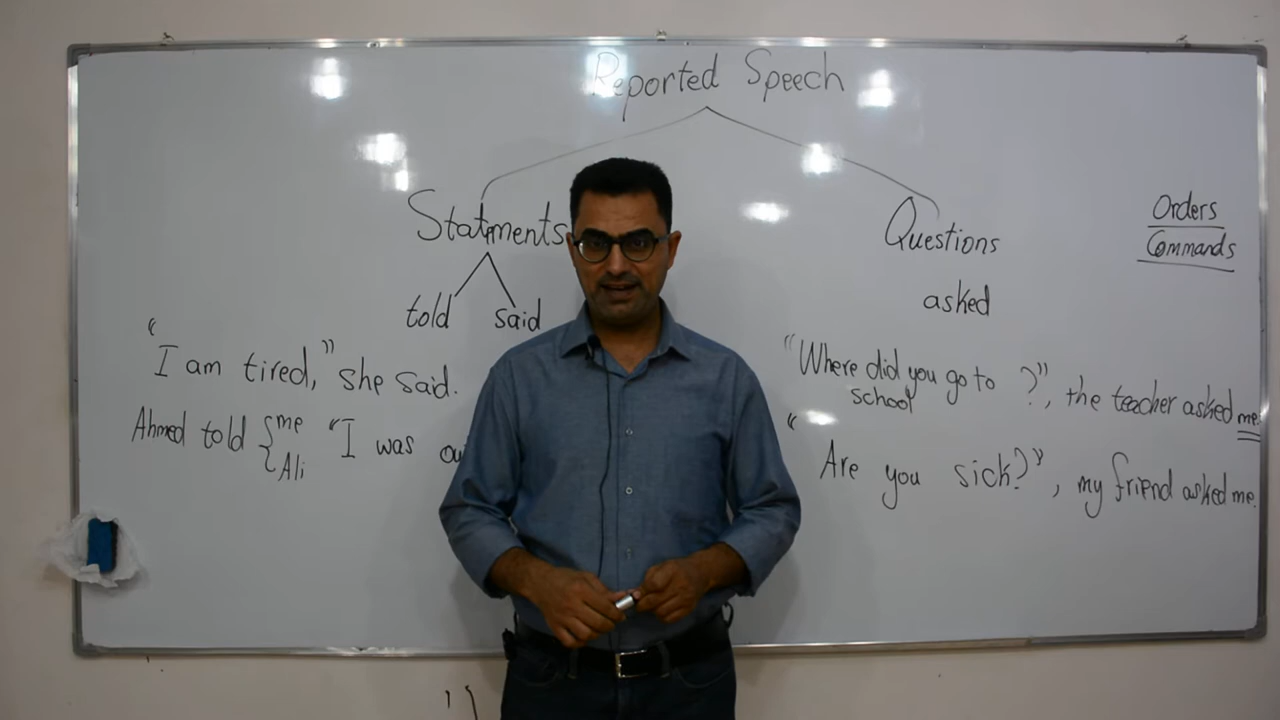 Reported Speech
Statments
Questions
Orders
Commands
told said
asked
"I am tired," she said.
"Where did you go to school ?", the teacher asked me.
Ahmed told { me Ali "I was
"Are you sick?", my friend asked me.